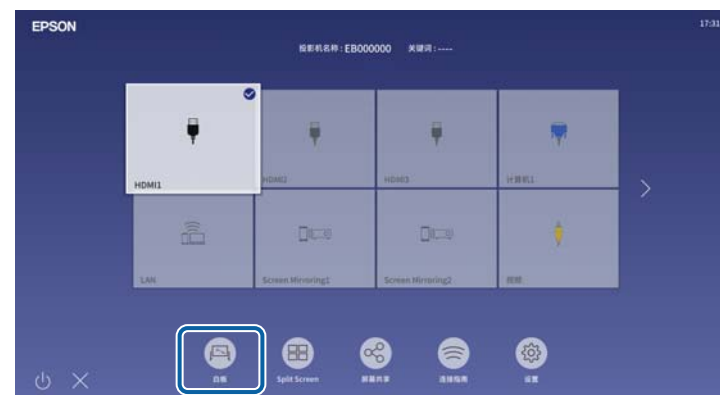 EPSON
17:31
投影机名称 : EB000000 关键词 : ----
HDMI1
HDMI2
HDMI3
计算机1
LAN
Screen Mirroring1
Screen Mirroring2
视频
白板
Split Screen
屏幕共享
连接指南
设置